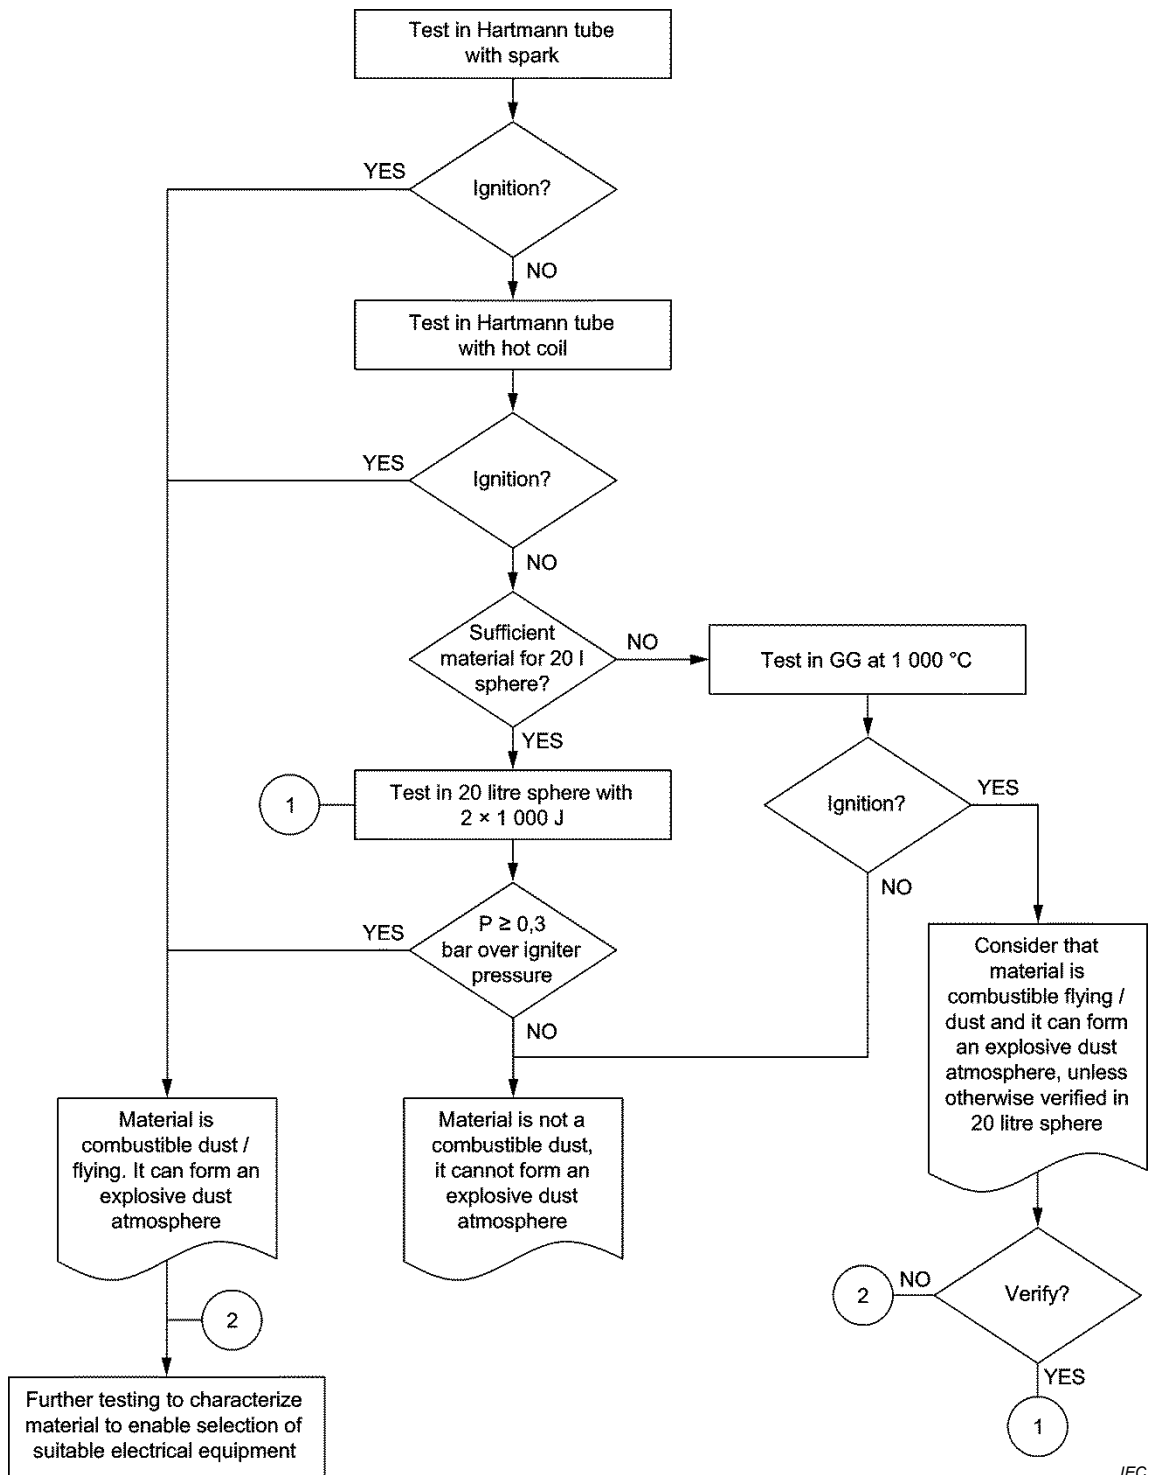 Test in Hartmann tube
with spark
YES
Ignition?
NO
Test in Hartmann tube
with hot coil
YES
Ignition?
NO
Sufficient
material for 20 l
sphere?
NO
Test in GG at 1 000 °C
YES
1
Test in 20 litre sphere with
2 × 1 000 J
Ignition?
YES
NO
YES
P ≥ 0,3
bar over igniter
pressure
NO
Consider that
material is
combustible flying /
dust and it can form
an explosive dust
atmosphere, unless
otherwise verified in
20 litre sphere
Material is
combustible dust /
flying. It can form an
explosive dust
atmosphere
Material is not a
combustible dust,
it cannot form an
explosive dust
atmosphere
2
NO
Verify?
YES
1
2
Further testing to characterize
material to enable selection of
suitable electrical equipment
IEC